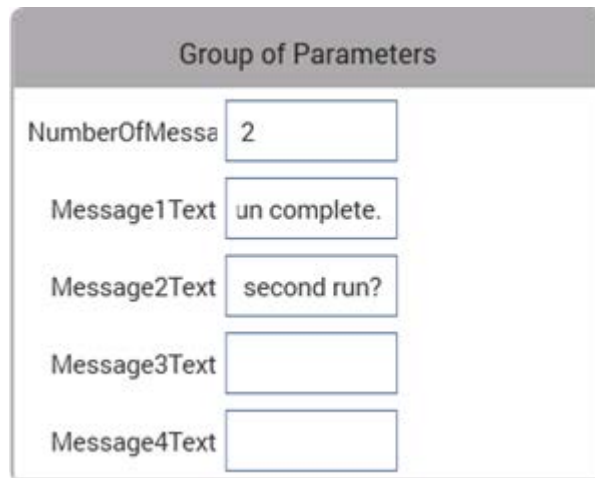 Group of Parameters
NumberOfMessa 2
Message1Text un complete.
Message2Text second run?
Message3Text
Message4Text